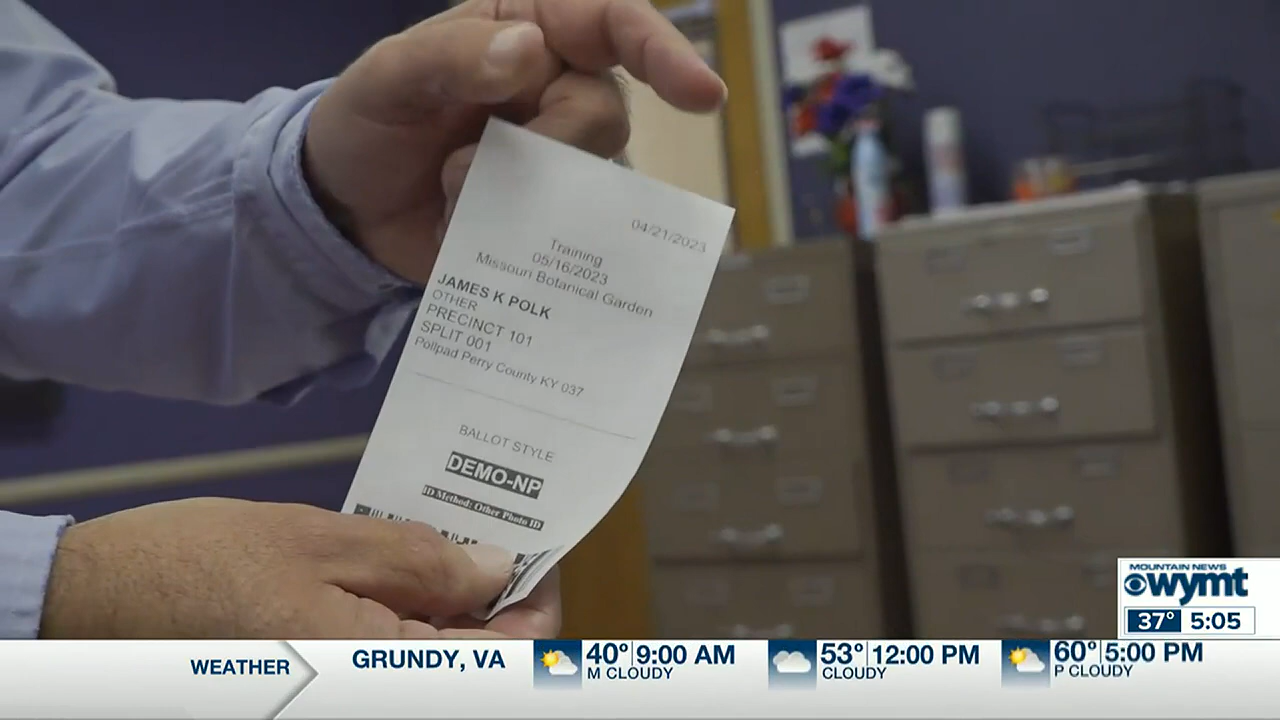 04/21/2023
Training
05/16/2023
Missouri Botanical Garden
JAMES K POLK
OTHER
PRECINCT 101
SPLIT 001
Pollpad Perry County KY 037
BALLOT STYLE
DEMO-NP
ID Method: Other Photo ID
MOUNTAIN NEWS
wymt
37° 5:05
WEATHER
GRUNDY, VA
40° 9:00 AM
M CLOUDY
53° 12:00 PM
CLOUDY
60° 5:00 PM
P CLOUDY